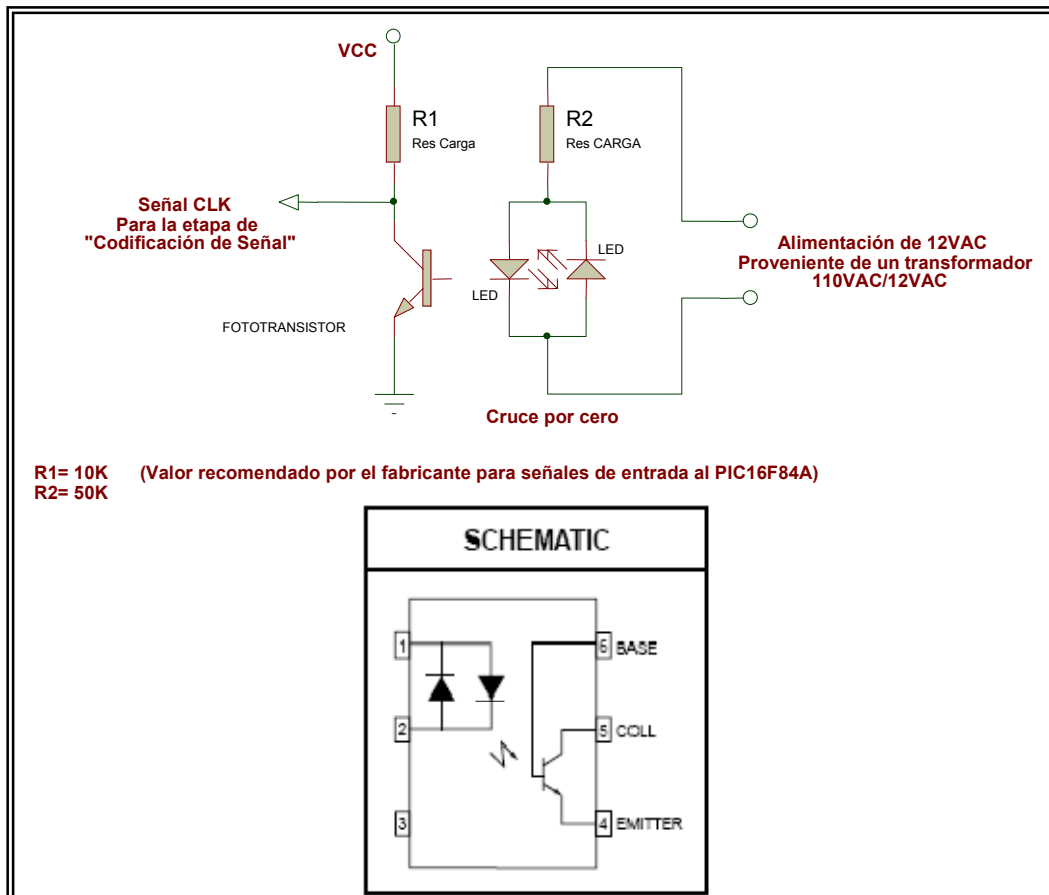 VCC
R1
Res Carga
R2
Res CARGA
Señal CLK
Para la etapa de
"Codificación de Señal"
LED
LED
Alimentación de 12VAC
Proveniente de un transformador
110VAC/12VAC
FOTOTRANSISTOR
Cruce por cero
R1= 10K (Valor recomendado por el fabricante para señales de entrada al PIC16F84A)
R2= 50K
SCHEMATIC
1
6 BASE
2
5 COLL
3
4 EMITTER